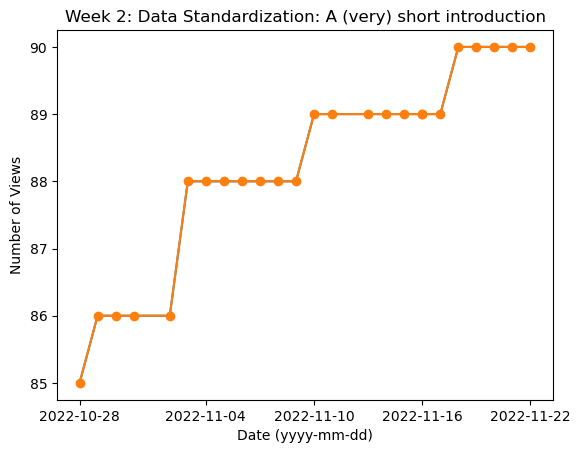 Week 2: Data Standardization: A (very) short introduction
90
89
88
87
86
85
Number of Views
2022-10-28 2022-11-04 2022-11-10 2022-11-16 2022-11-22
Date (yyyy-mm-dd)